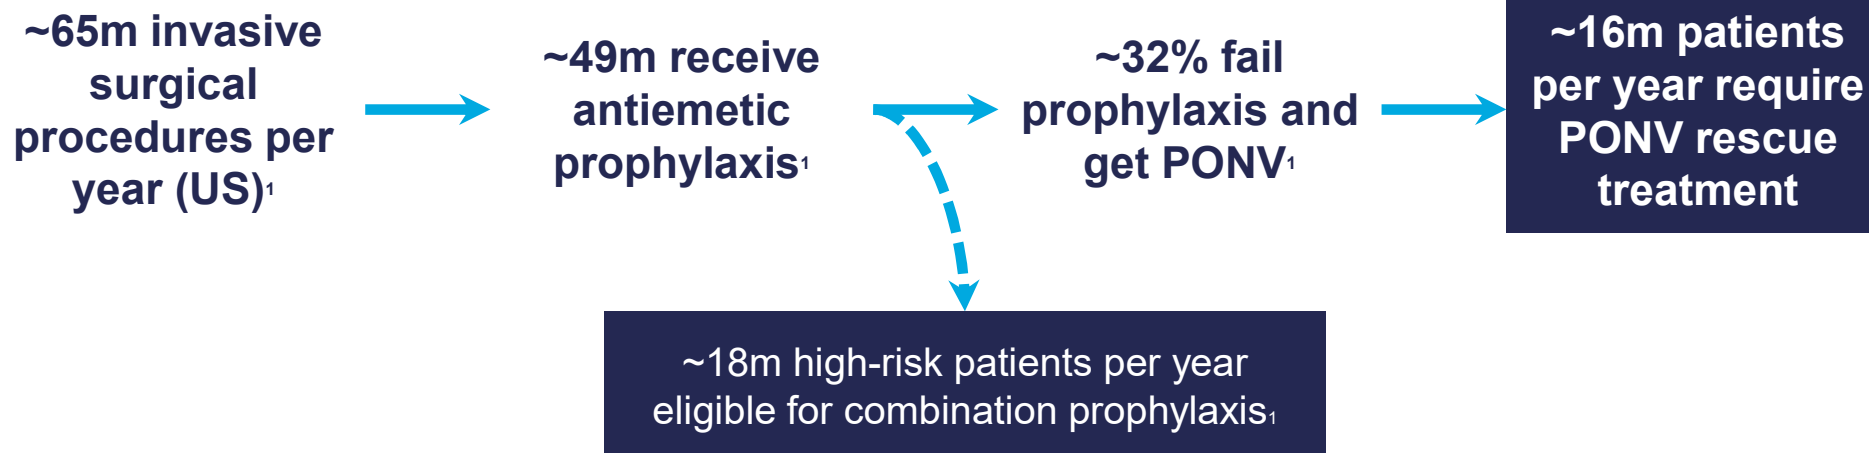 ~65m invasive
surgical
procedures per
year (US)1
~49m receive
antiemetic
prophylaxis1
~32% fail
prophylaxis and
get PONV1
~16m patients
per year require
PONV rescue
treatment
~18m high-risk patients per year
eligible for combination prophylaxis1